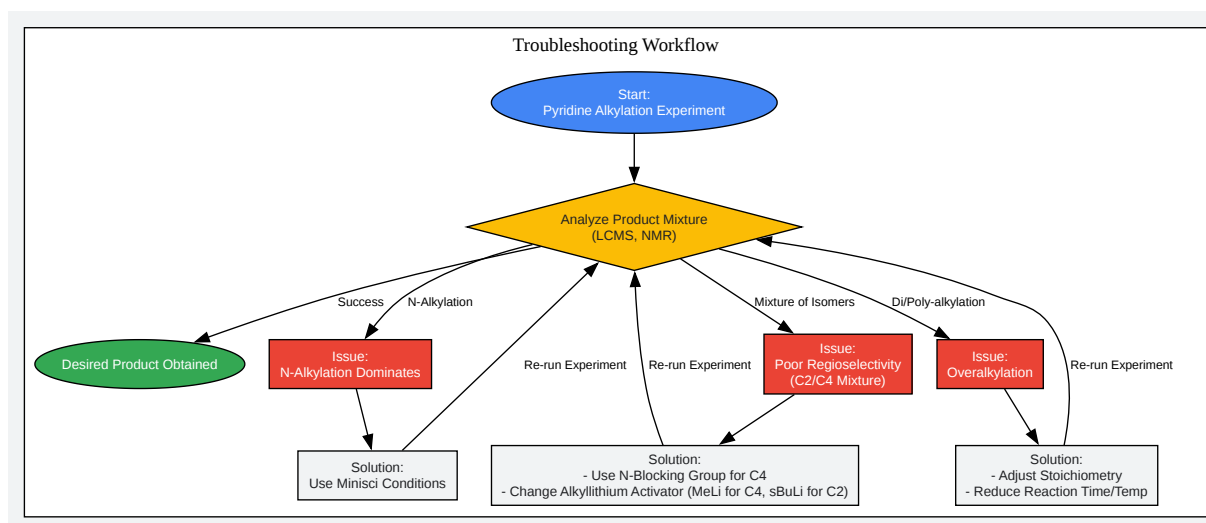 Troubleshooting Workflow
Start:
Pyridine Alkylation Experiment
Analyze Product Mixture
(LCMS, NMR)
Success
N-Alkylation
Mixture of Isomers
Di/Poly-alkylation
Desired Product Obtained
Issue:
N-Alkylation Dominates
Re-run Experiment
Re-run Experiment
Issue:
Poor Regioselectivity
(C2/C4 Mixture)
Issue:
Overalkylation
Re-run Experiment
Solution:
Use Minisci Conditions
Solution:
- Use N-Blocking Group for C4
- Change Alkyllithium Activator (MeLi for C4, sBuLi for C2)
Solution:
- Adjust Stoichiometry
- Reduce Reaction Time/Temp